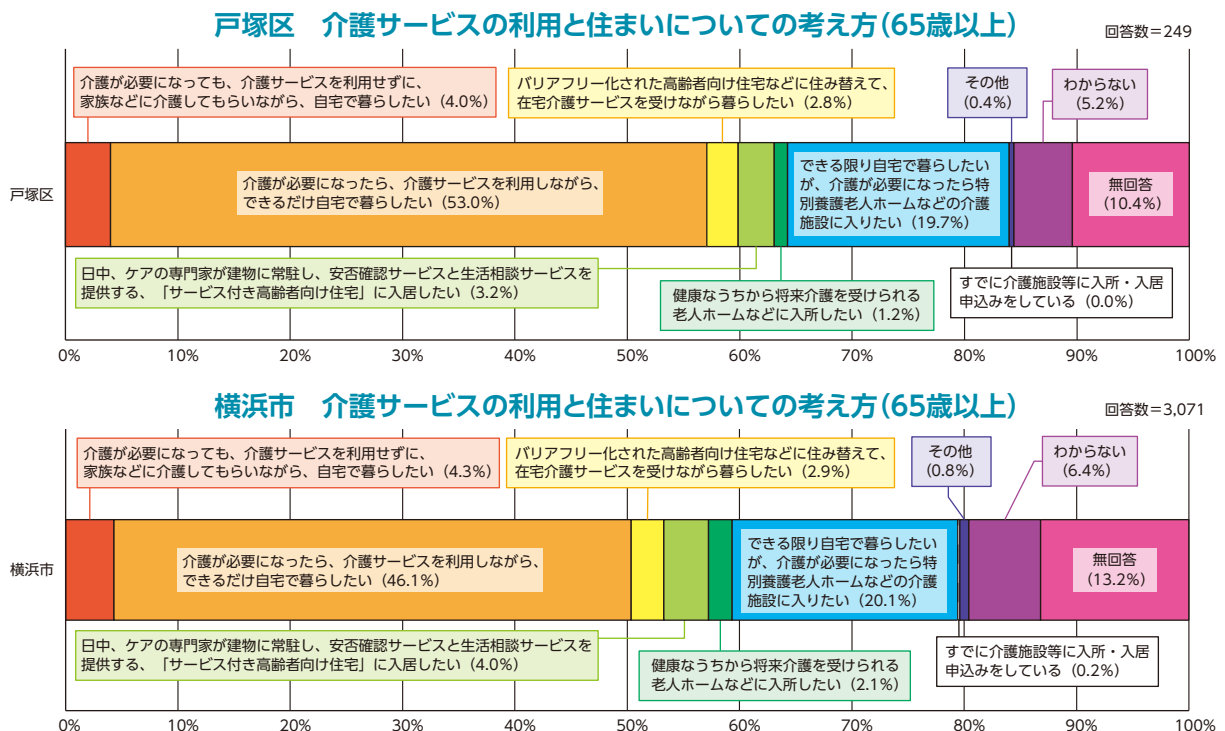 戸塚区　介護サービスの利用と住まいについての考え方（65歳以上）
回答数＝249
介護が必要になっても、介護サービスを利用せずに、
家族などに介護してもらいながら、自宅で暮らしたい（4.0%）
バリアフリー化された高齢者向け住宅などに住み替えて、
在宅介護サービスを受けながら暮らしたい（2.8%）
その他
（0.4%）
わからない
（5.2%）
戸塚区
介護が必要になったら、介護サービスを利用しながら、
できるだけ自宅で暮らしたい（53.0%）
できる限り自宅で暮らしたい
が、介護が必要になったら特
別養護老人ホームなどの介護
施設に入りたい（19.7%）
無回答
（10.4%）
日中、ケアの専門家が建物に常駐し、安否確認サービスと生活相談サービスを
提供する、「サービス付き高齢者向け住宅」に入居したい（3.2%）
健康なうちから将来介護を受けられる
老人ホームなどに入所したい（1.2%）
すでに介護施設等に入所・入居
申込みをしている（0.0%）
0% 10% 20% 30% 40% 50% 60% 70% 80% 90% 100%
横浜市　介護サービスの利用と住まいについての考え方（65歳以上）
回答数＝3,071
介護が必要になっても、介護サービスを利用せずに、
家族などに介護してもらいながら、自宅で暮らしたい（4.3%）
バリアフリー化された高齢者向け住宅などに住み替えて、
在宅介護サービスを受けながら暮らしたい（2.9%）
その他
（0.8%）
わからない
（6.4%）
横浜市
介護が必要になったら、介護サービスを利用しながら、
できるだけ自宅で暮らしたい（46.1%）
できる限り自宅で暮らしたい
が、介護が必要になったら特
別養護老人ホームなどの介護
施設に入りたい（20.1%）
無回答
（13.2%）
日中、ケアの専門家が建物に常駐し、安否確認サービスと生活相談サービスを
提供する、「サービス付き高齢者向け住宅」に入居したい（4.0%）
健康なうちから将来介護を受けられる
老人ホームなどに入所したい（2.1%）
すでに介護施設等に入所・入居
申込みをしている（0.2%）
0% 10% 20% 30% 40% 50% 60% 70% 80% 90% 100%